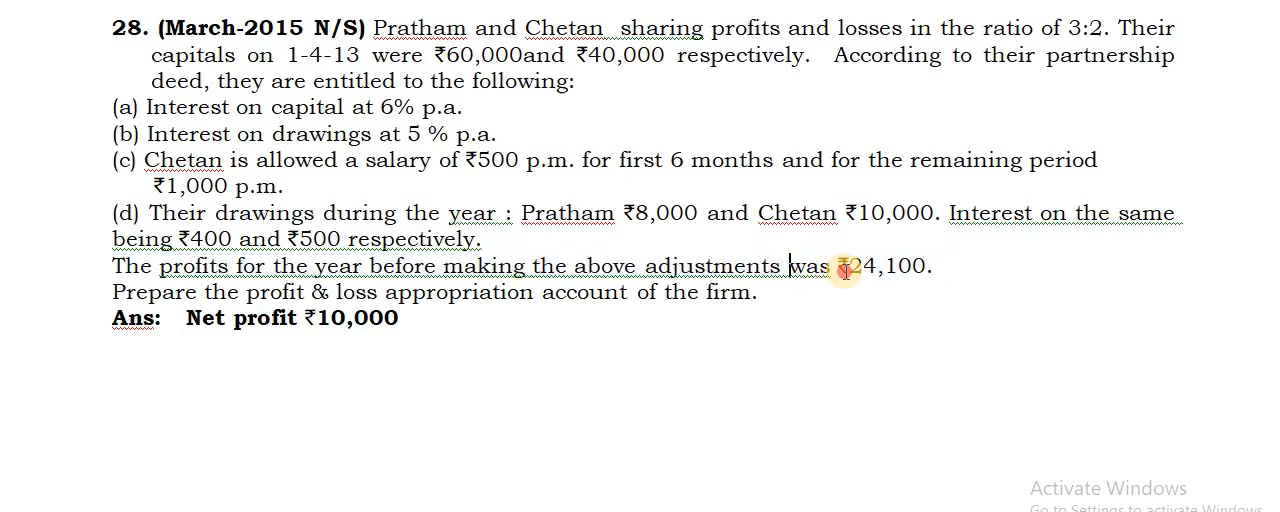 28. (March-2015 N/S) Pratham and Chetan sharing profits and losses in the ratio of 3:2. Their
capitals on 1-4-13 were ₹60,000and ₹40,000 respectively. According to their partnership
deed, they are entitled to the following:
(a) Interest on capital at 6% p.a.
(b) Interest on drawings at 5 % p.a.
(c) Chetan is allowed a salary of ₹500 p.m. for first 6 months and for the remaining period
₹1,000 p.m.
(d) Their drawings during the year : Pratham ₹8,000 and Chetan ₹10,000. Interest on the same
being ₹400 and ₹500 respectively.
The profits for the year before making the above adjustments was ₹24,100.
Prepare the profit & loss appropriation account of the firm.
Ans: Net profit ₹10,000
Activate Windows
Go to Settings to activate Windows